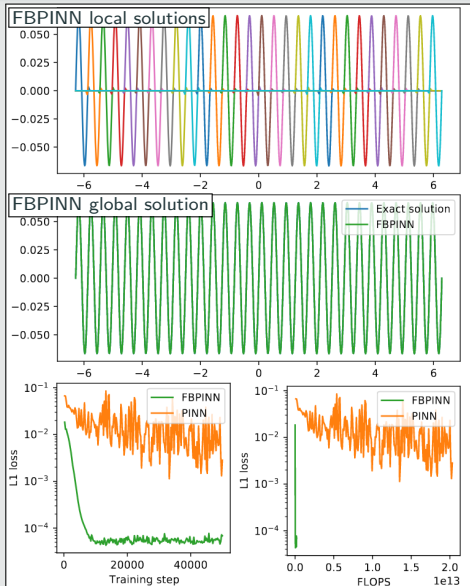 FBPINN local solutions
0.050
0.025
0.000
−0.025
−0.050
−6 −4 −2 0 2 4 6
FBPINN global solution
0.050
0.025
0.000
−0.025
−0.050
Exact solution
FBPINN
−6 −4 −2 0 2 4 6
10⁻¹
10⁻²
10⁻³
10⁻⁴
L1 loss
FBPINN
PINN
0 20000 40000
Training step
10⁻¹
10⁻²
10⁻³
10⁻⁴
L1 loss
FBPINN
PINN
0.0 0.5 1.0 1.5 2.0
FLOPS 1e13